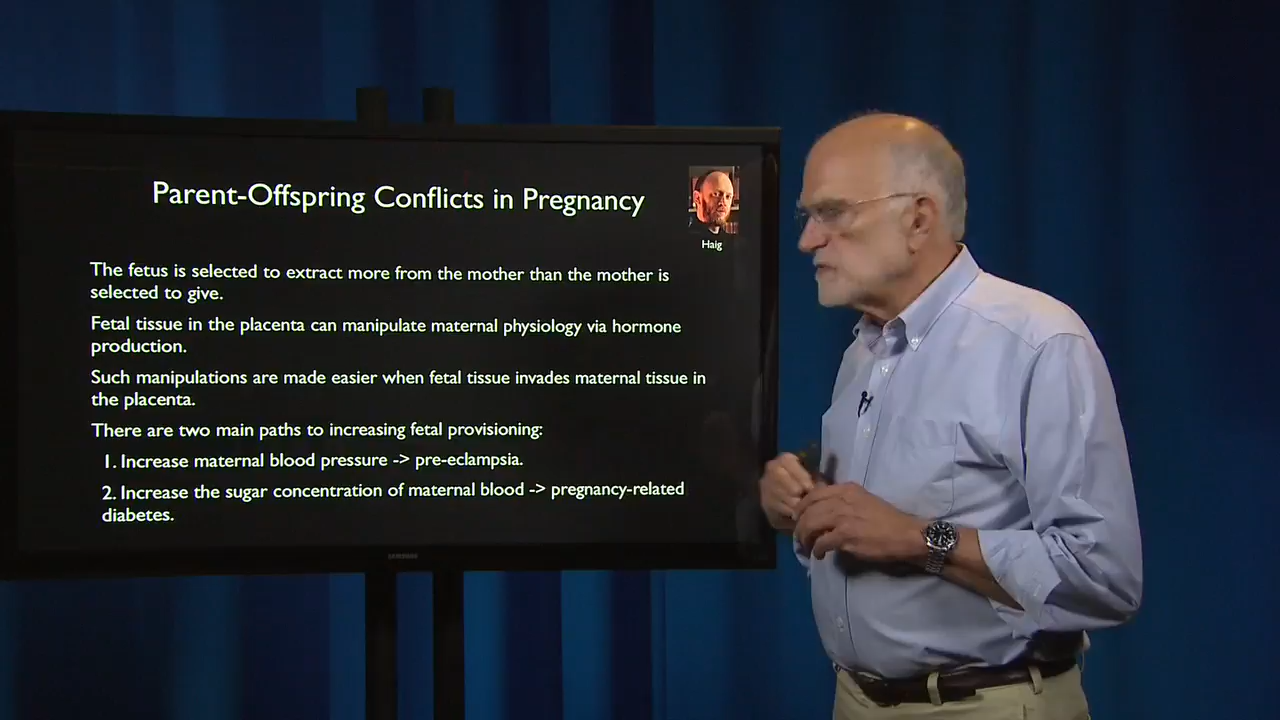 Parent-Offspring Conflicts in Pregnancy
Haig
The fetus is selected to extract more from the mother than the mother is
selected to give.
Fetal tissue in the placenta can manipulate maternal physiology via hormone
production.
Such manipulations are made easier when fetal tissue invades maternal tissue in
the placenta.
There are two main paths to increasing fetal provisioning:
1. Increase maternal blood pressure -> pre-eclampsia.
2. Increase the sugar concentration of maternal blood -> pregnancy-related
diabetes.
SAMSUNG